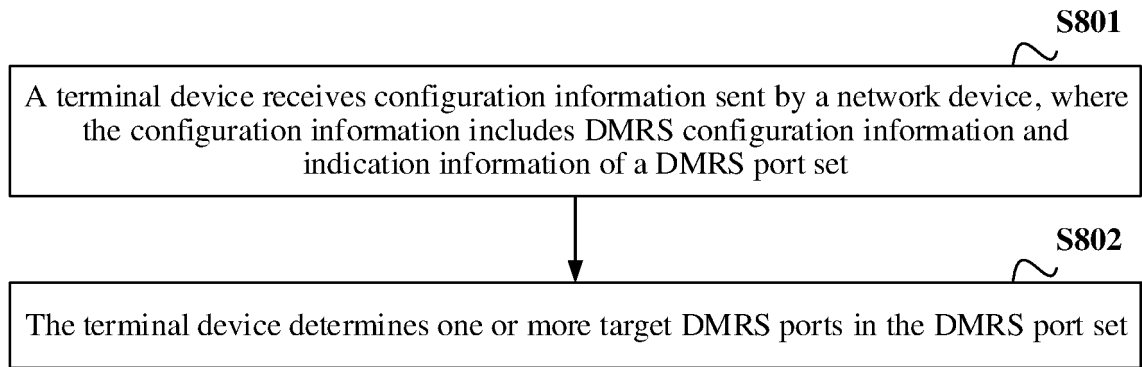 S801
A terminal device receives configuration information sent by a network device, where
the configuration information includes DMRS configuration information and
indication information of a DMRS port set
S802
The terminal device determines one or more target DMRS ports in the DMRS port set